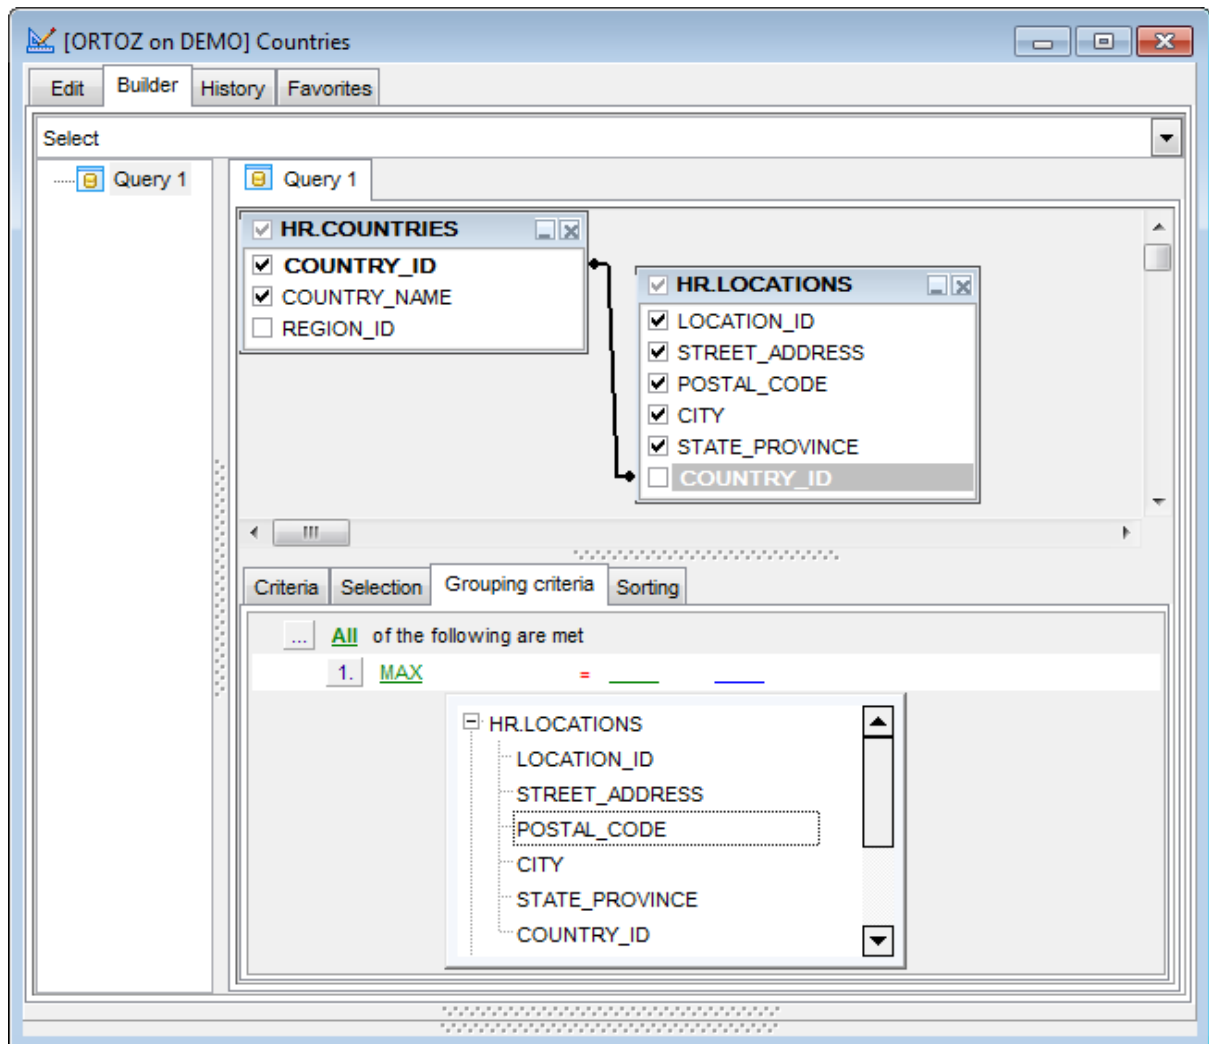 [ORTOZ on DEMO] Countries
Edit Builder History Favorites
Select
Query 1
Query 1
HR.COUNTRIES
COUNTRY_ID
COUNTRY_NAME
REGION_ID
HR.LOCATIONS
LOCATION_ID
STREET_ADDRESS
POSTAL_CODE
CITY
STATE_PROVINCE
COUNTRY_ID
Criteria Selection Grouping criteria Sorting
... All of the following are met
1. MAX =
HR.LOCATIONS
LOCATION_ID
STREET_ADDRESS
POSTAL_CODE
CITY
STATE_PROVINCE
COUNTRY_ID